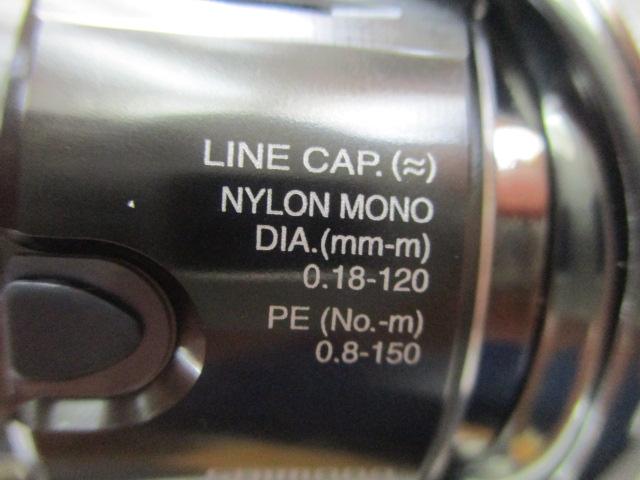 LINE CAP. (≈)
NYLON MONO
DIA.(mm-m)
0.18-120
PE (No.-m)
0.8-150